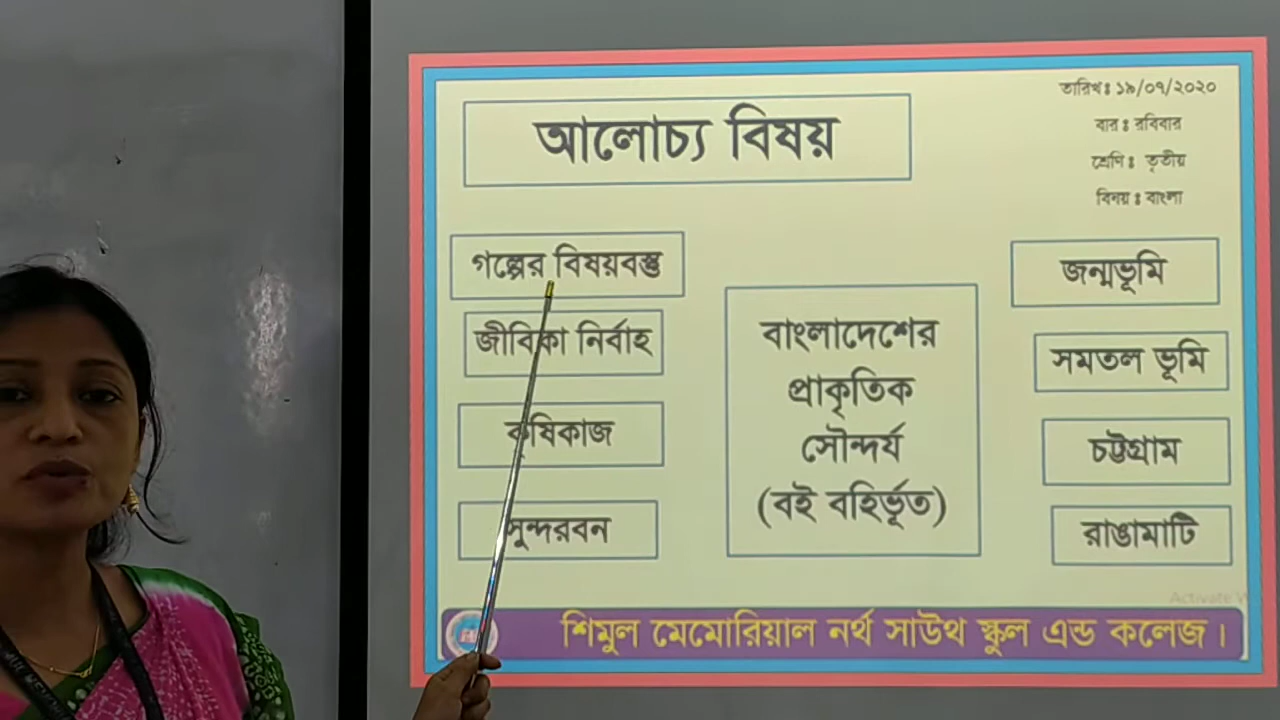 তারিখঃ ১৯/০৭/২০২০
আলোচ্য বিষয়
বারঃ রবিবার
শ্রেণিঃ তৃতীয়
বিষয়ঃ বাংলা
গল্পের বিষয়বস্তু
জীবিকা নির্বাহ
কৃষিকাজ
সুন্দরবন
বাংলাদেশের
প্রাকৃতিক
সৌন্দর্য
(বই বহির্ভূত)
জন্মভূমি
সমতল ভূমি
চট্টগ্রাম
রাঙামাটি
Activate
শিমুল মেমোরিয়াল নর্থ সাউথ স্কুল এন্ড কলেজ।